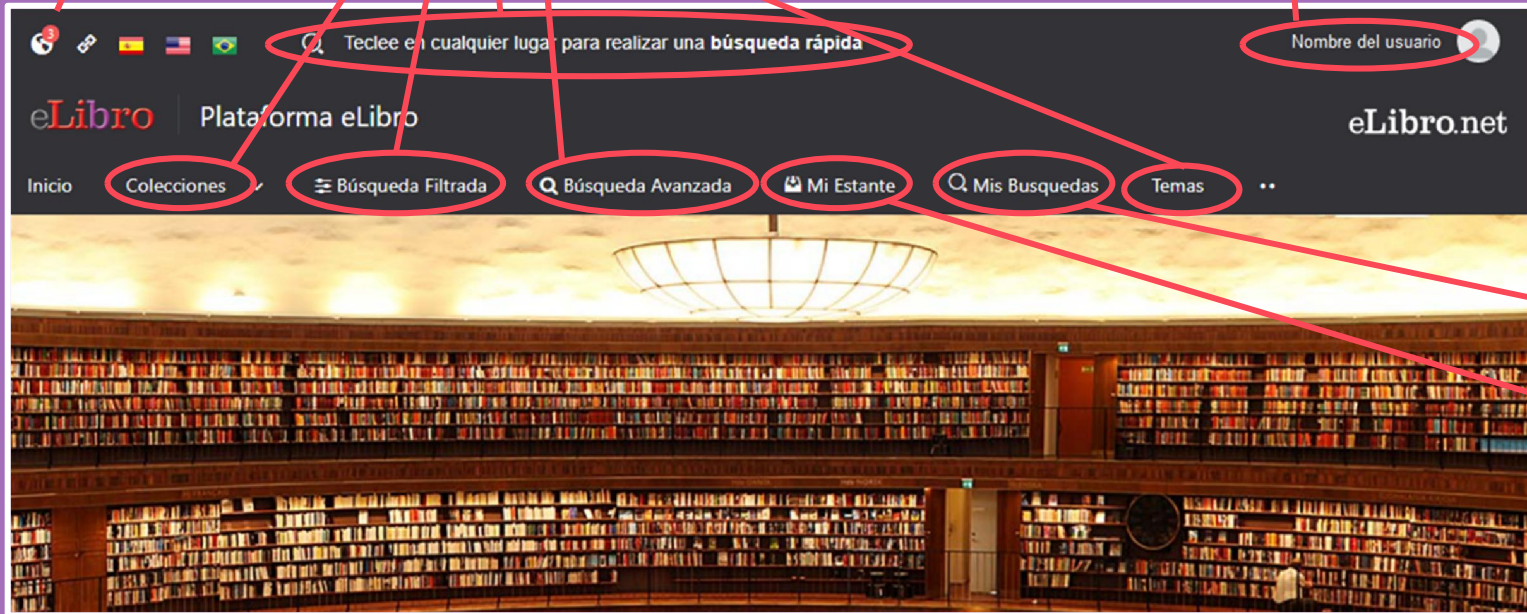 3
Teclee en cualquier lugar para realizar una búsqueda rápida
Nombre del usuario
eLibro
Plataforma eLibro
eLibro.net
Inicio
Colecciones
Búsqueda Filtrada
Búsqueda Avanzada
Mi Estante
Mis Busquedas
Temas